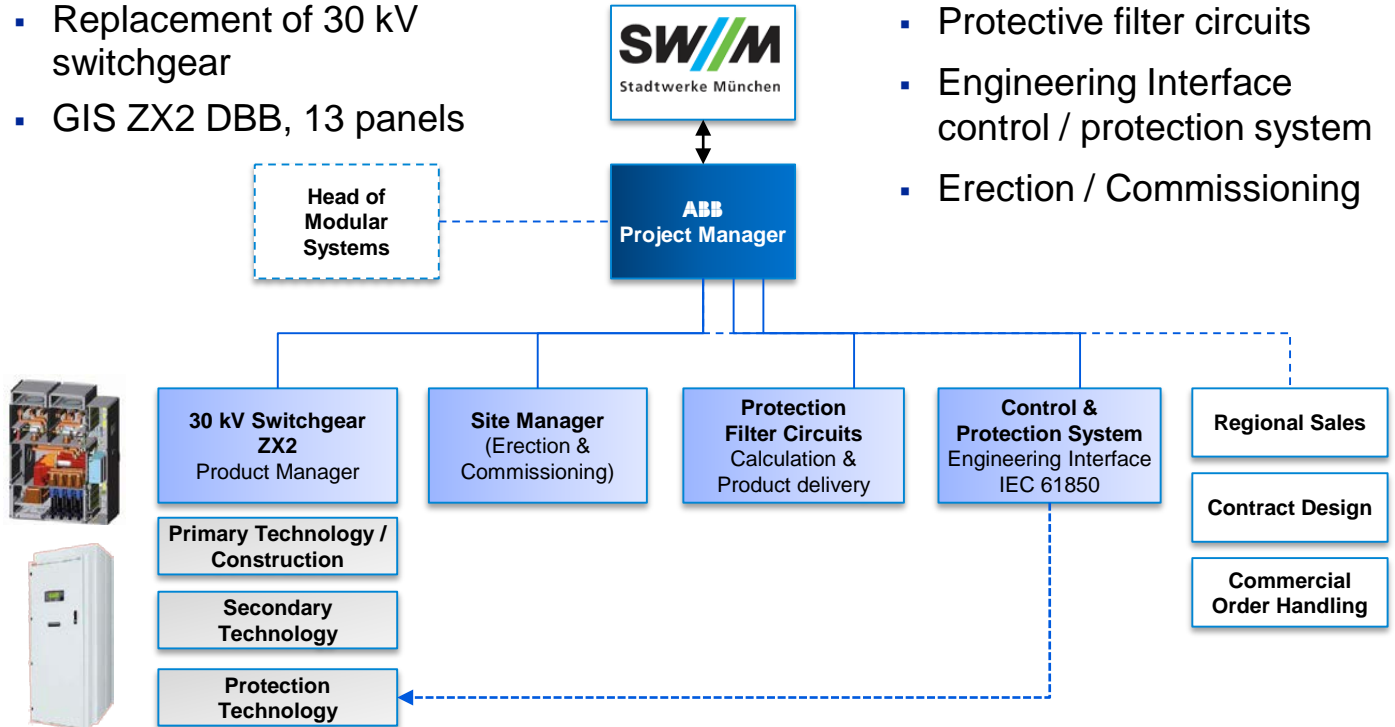 ▪ Replacement of 30 kV
switchgear
▪ GIS ZX2 DBB, 13 panels
SW//M
Stadtwerke München
▪ Protective filter circuits
▪ Engineering Interface
control / protection system
▪ Erection / Commissioning
Head of
Modular
Systems
ABB
Project Manager
30 kV Switchgear
ZX2
Product Manager
Site Manager
(Erection &
Commissioning)
Protection
Filter Circuits
Calculation &
Product delivery
Control &
Protection System
Engineering Interface
IEC 61850
Regional Sales
Contract Design
Commercial
Order Handling
Primary Technology /
Construction
Secondary
Technology
Protection
Technology